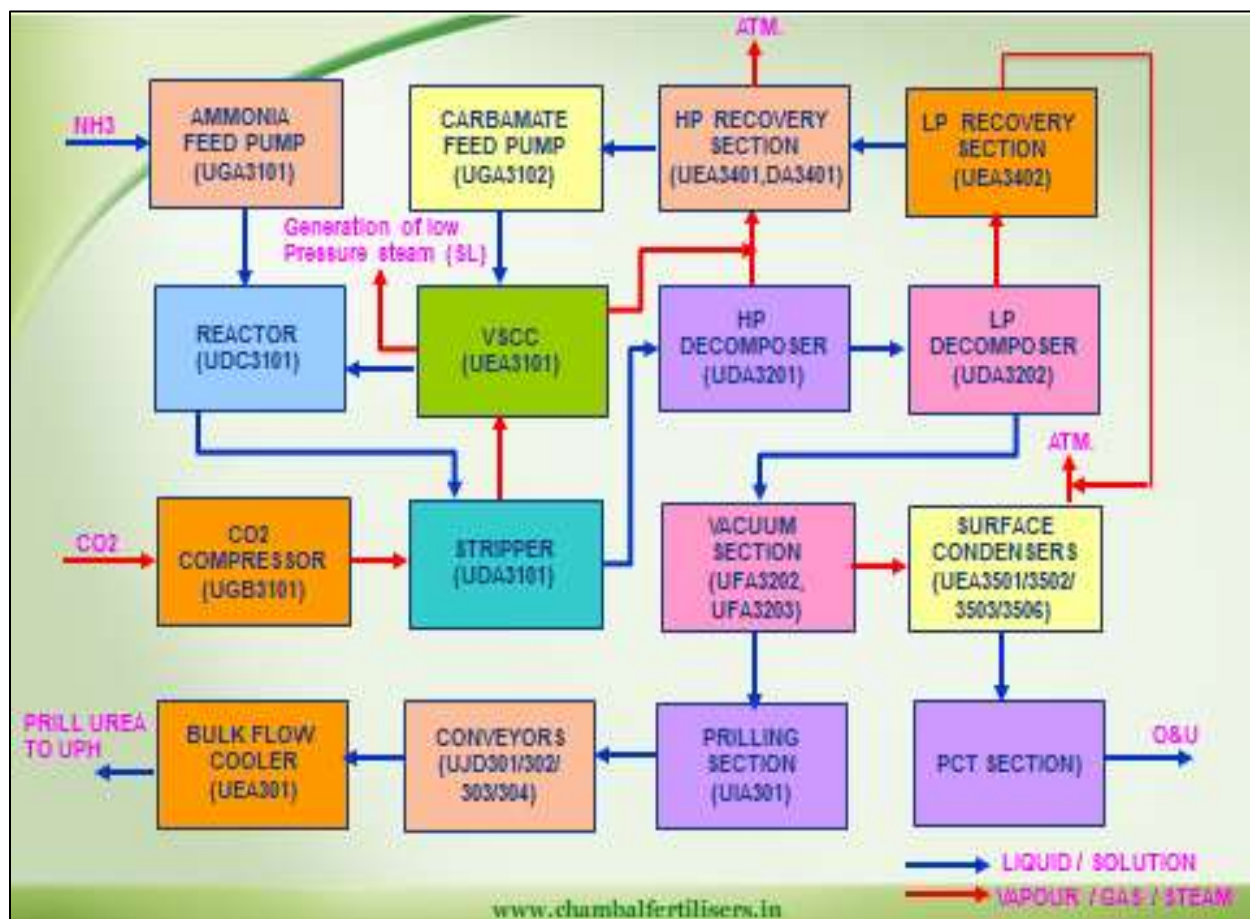 ATM.
NH3
AMMONIA
FEED PUMP
(UGA3101)
CARBAMATE
FEED PUMP
(UGA3102)
HP RECOVERY
SECTION
(UEA3401,DA3401)
LP RECOVERY
SECTION
(UEA3402)
Generation of low
Pressure steam (SL)
REACTOR
(UDC3101)
VSCC
(UEA3101)
HP
DECOMPOSER
(UDA3201)
LP
DECOMPOSER
(UDA3202)
ATM.
CO2
CO2
COMPRESSOR
(UGB3101)
STRIPPER
(UDA3101)
VACUUM
SECTION
(UFA3202,
UFA3203)
SURFACE
CONDENSERS
(UEA3501/3502/
3503/3506)
PRILL UREA
TO UPH
BULK FLOW
COOLER
(UEA301)
CONVEYORS
(UJD301/302/
303/304)
PRILLING
SECTION
(UIA301)
PCT SECTION)
O&U
LIQUID / SOLUTION
VAPOUR / GAS / STEAM
www.chambalfertilisers.in